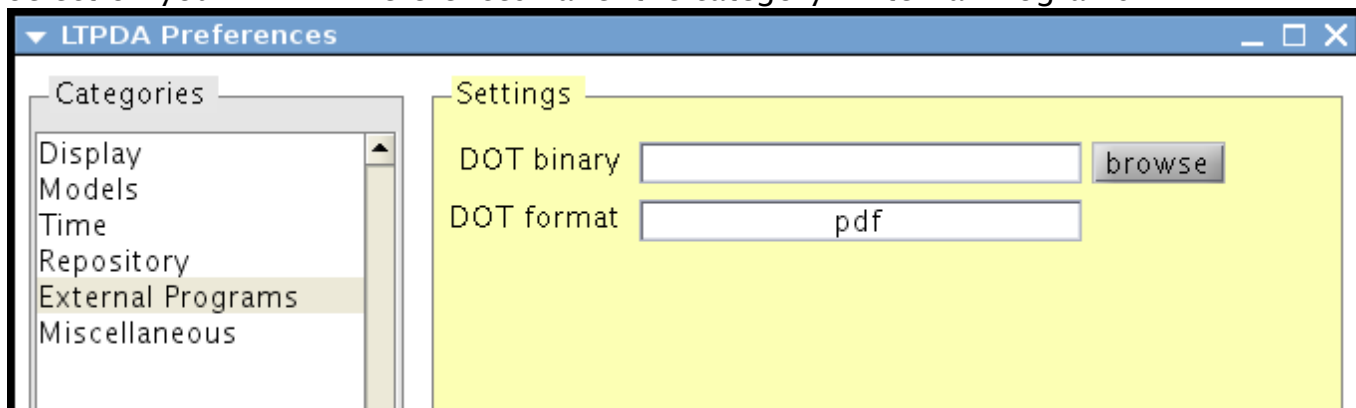 LTPDA Preferences
Categories
Display
Models
Time
Repository
External Programs
Miscellaneous
Settings
DOT binary
browse
DOT format
pdf